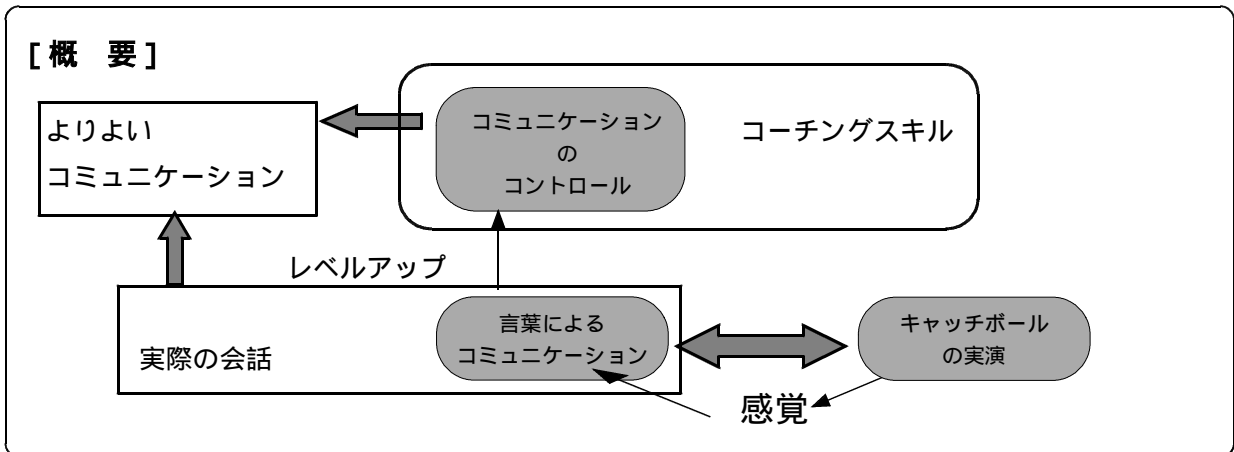 [概　要]
よりよい
コミュニケーション
コミュニケーション
の
コントロール
コーチングスキル
レベルアップ
実際の会話
言葉による
コミュニケーション
キャッチボール
の実演
感覚